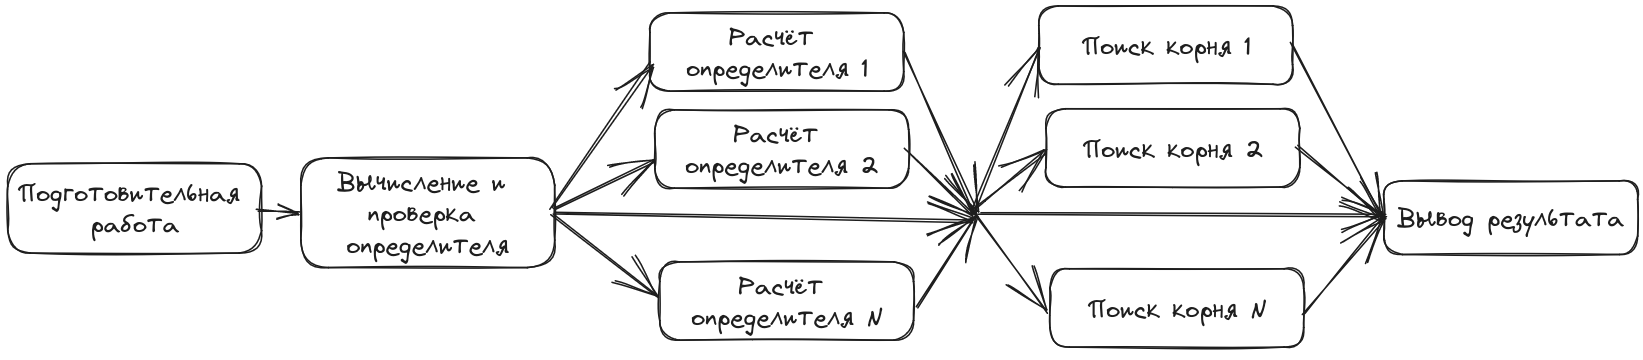 Подготовительная
работа
Вычисление и
проверка
определителя
Расчёт
определителя 1
Расчёт
определителя 2
Расчёт
определителя N
Поиск корня 1
Поиск корня 2
Поиск корня N
Вывод результата